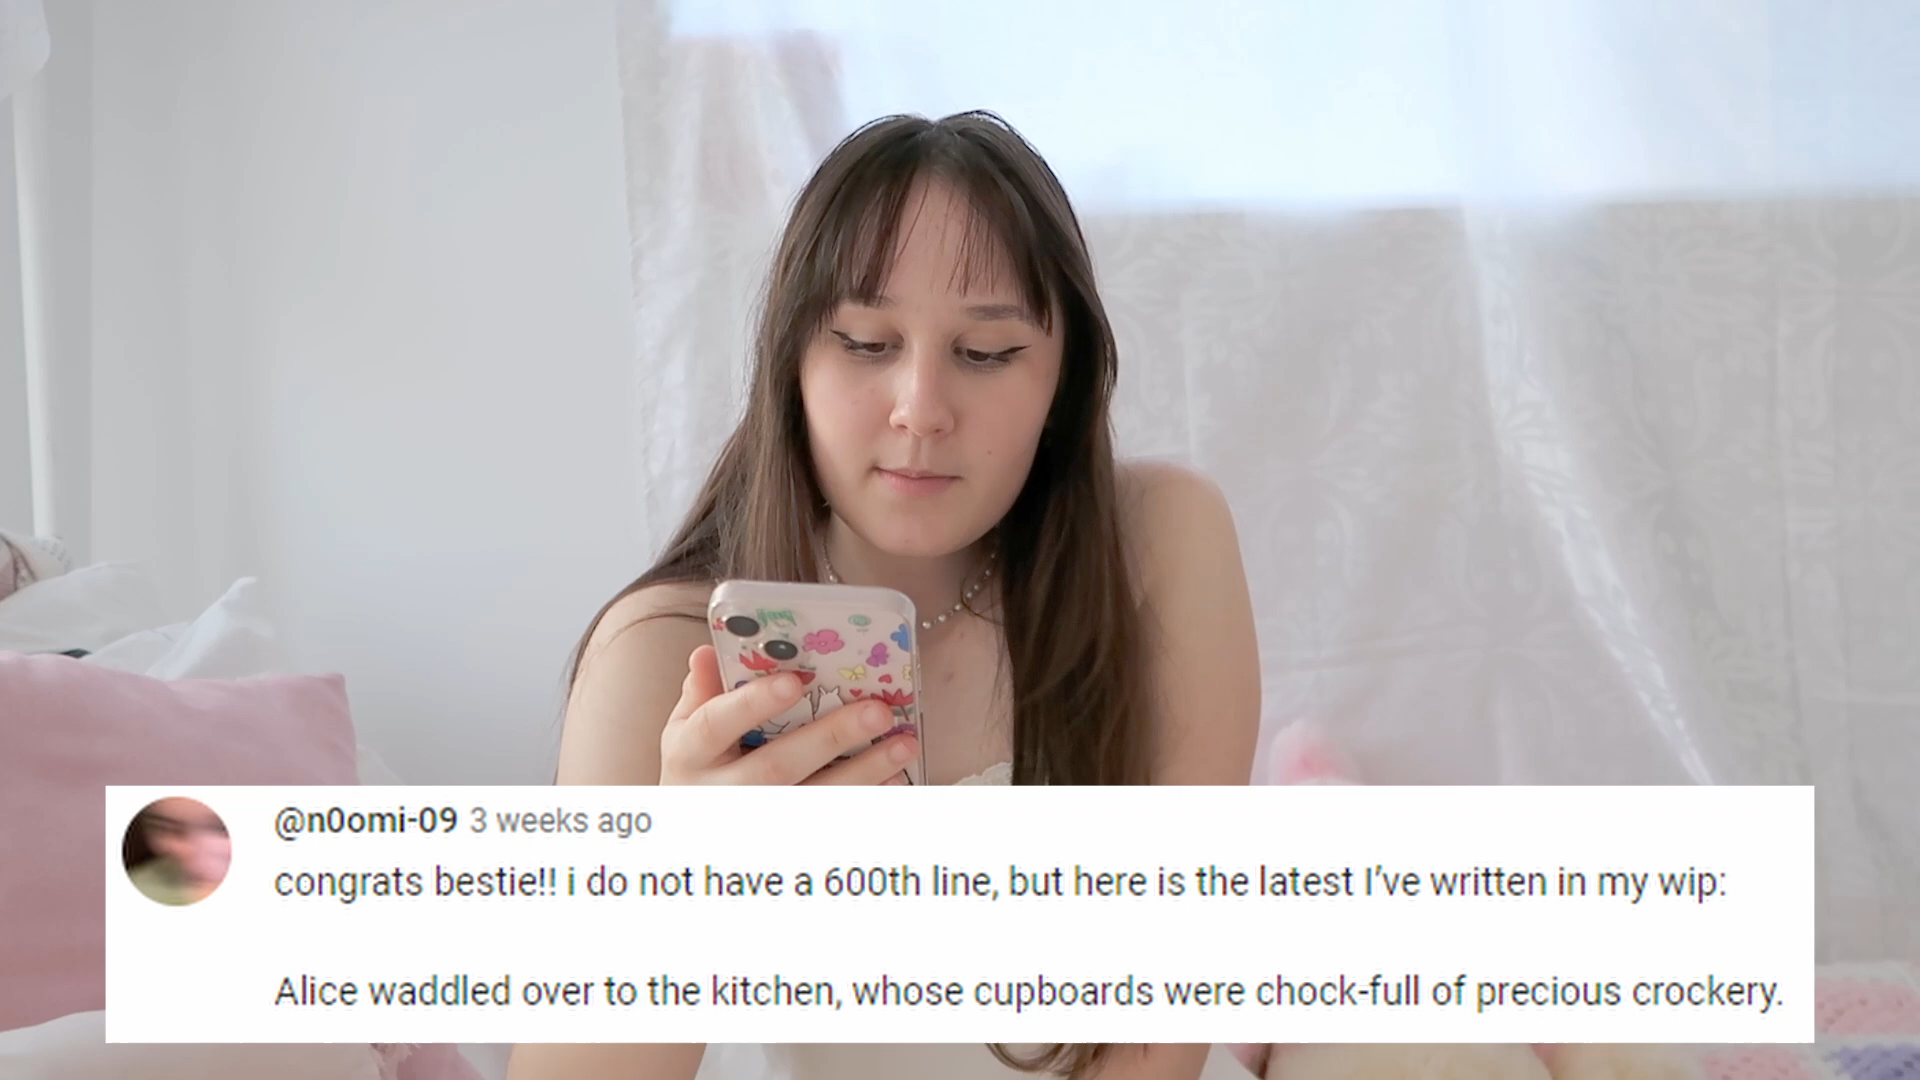 @n0omi-09 3 weeks ago
congrats bestie!! i do not have a 600th line, but here is the latest I've written in my wip:
Alice waddled over to the kitchen, whose cupboards were chock-full of precious crockery.